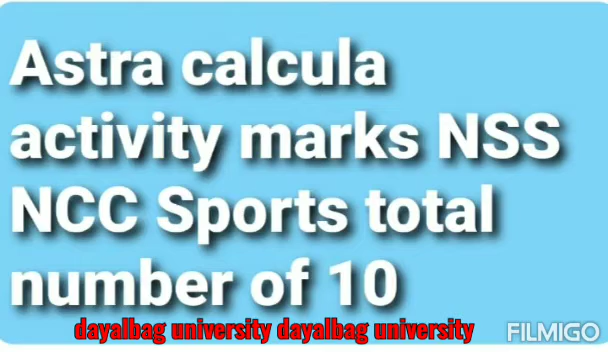 Astra calcula
activity marks NSS
NCC Sports total
number of 10
dayalbag university dayalbag university
FILMIGO